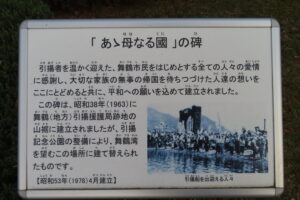 「あゝ母なる國」の碑
引揚者を温かく迎えた、舞鶴市民をはじめとする全ての人々の愛情
に感謝し、大切な家族の無事の帰国を待ちつづけた人達の想いを
ここにとどめると共に、平和への願いを込めて建立されました。
この碑は、昭和38年(1963)に
舞鶴(地方)引揚援護局跡地の
山裾に建立されましたが、引揚
記念公園の整備により、舞鶴湾
を望むこの場所に建て替えられ
たものです。
【昭和53年(1978)4月建立】
引揚船を出迎える人々